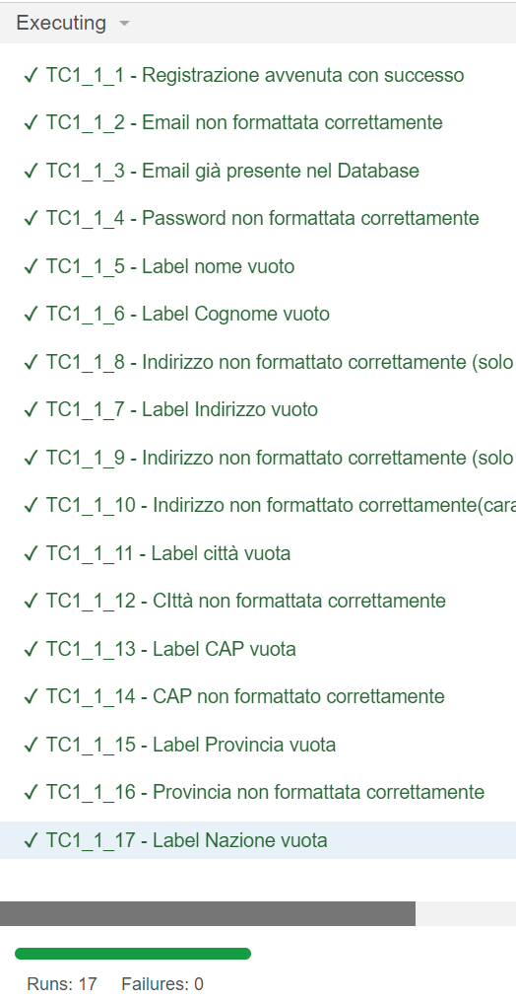 Executing
✓ TC1_1_1 - Registrazione avvenuta con successo
✓ TC1_1_2 - Email non formattata correttamente
✓ TC1_1_3 - Email già presente nel Database
✓ TC1_1_4 - Password non formattata correttamente
✓ TC1_1_5 - Label nome vuoto
✓ TC1_1_6 - Label Cognome vuoto
✓ TC1_1_8 - Indirizzo non formattato correttamente (solo
✓ TC1_1_7 - Label Indirizzo vuoto
✓ TC1_1_9 - Indirizzo non formattato correttamente (solo
✓ TC1_1_10 - Indirizzo non formattato correttamente(cara
✓ TC1_1_11 - Label città vuota
✓ TC1_1_12 - CIttà non formattata correttamente
✓ TC1_1_13 - Label CAP vuota
✓ TC1_1_14 - CAP non formattato correttamente
✓ TC1_1_15 - Label Provincia vuota
✓ TC1_1_16 - Provincia non formattata correttamente
✓ TC1_1_17 - Label Nazione vuota
Runs: 17 Failures: 0